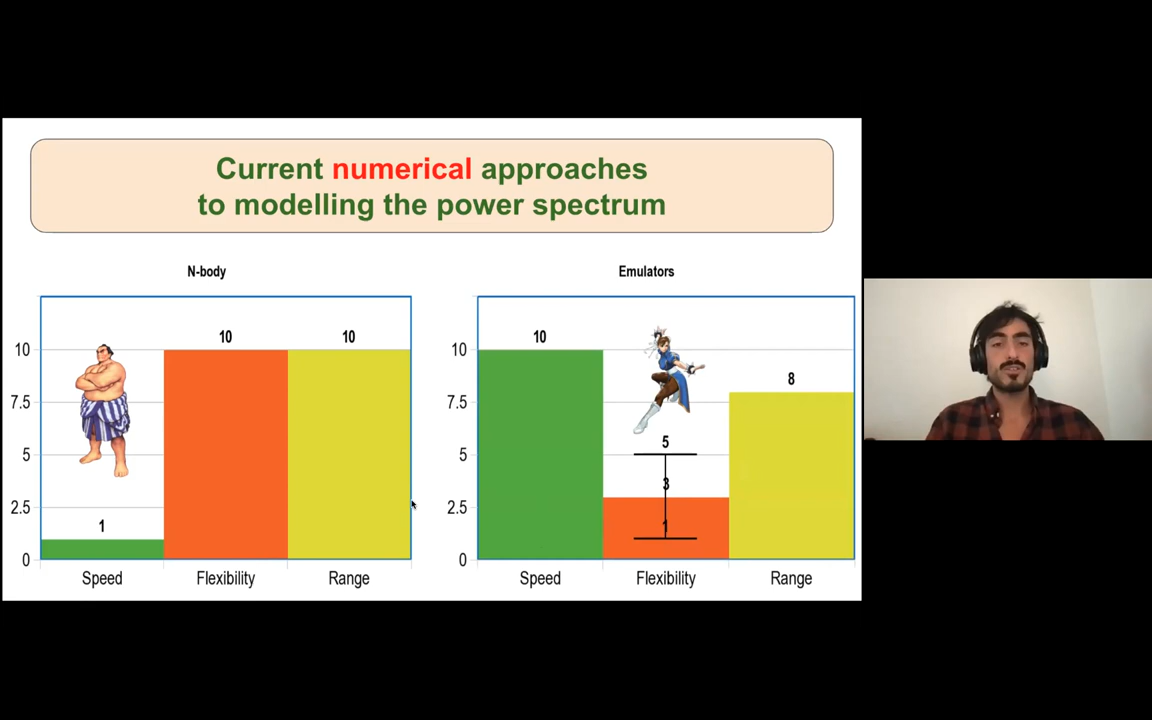 Current numerical approaches
to modelling the power spectrum
N-body
10
7.5
5
2.5
0
1
10
10
Speed
Flexibility
Range
Emulators
10
7.5
5
2.5
0
10
5
3
1
8
Speed
Flexibility
Range